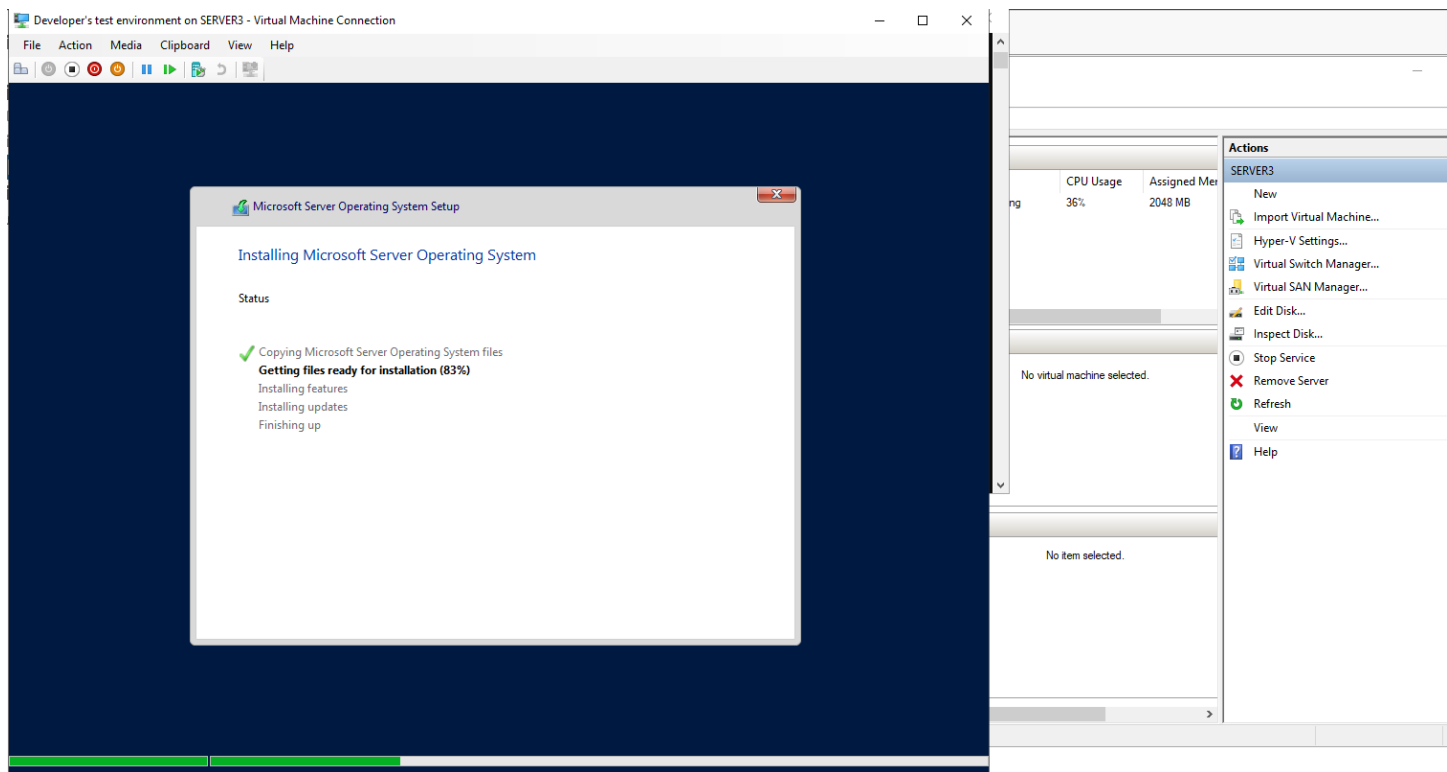 Developer's test environment on SERVER3 - Virtual Machine Connection
File Action Media Clipboard View Help
Microsoft Server Operating System Setup
Installing Microsoft Server Operating System
Status
Copying Microsoft Server Operating System files
Getting files ready for installation (83%)
Installing features
Installing updates
Finishing up
CPU Usage Assigned Mer
ng 36% 2048 MB
No virtual machine selected.
No item selected.
Actions
SERVER3
New
Import Virtual Machine...
Hyper-V Settings...
Virtual Switch Manager...
Virtual SAN Manager...
Edit Disk...
Inspect Disk...
Stop Service
Remove Server
Refresh
View
Help